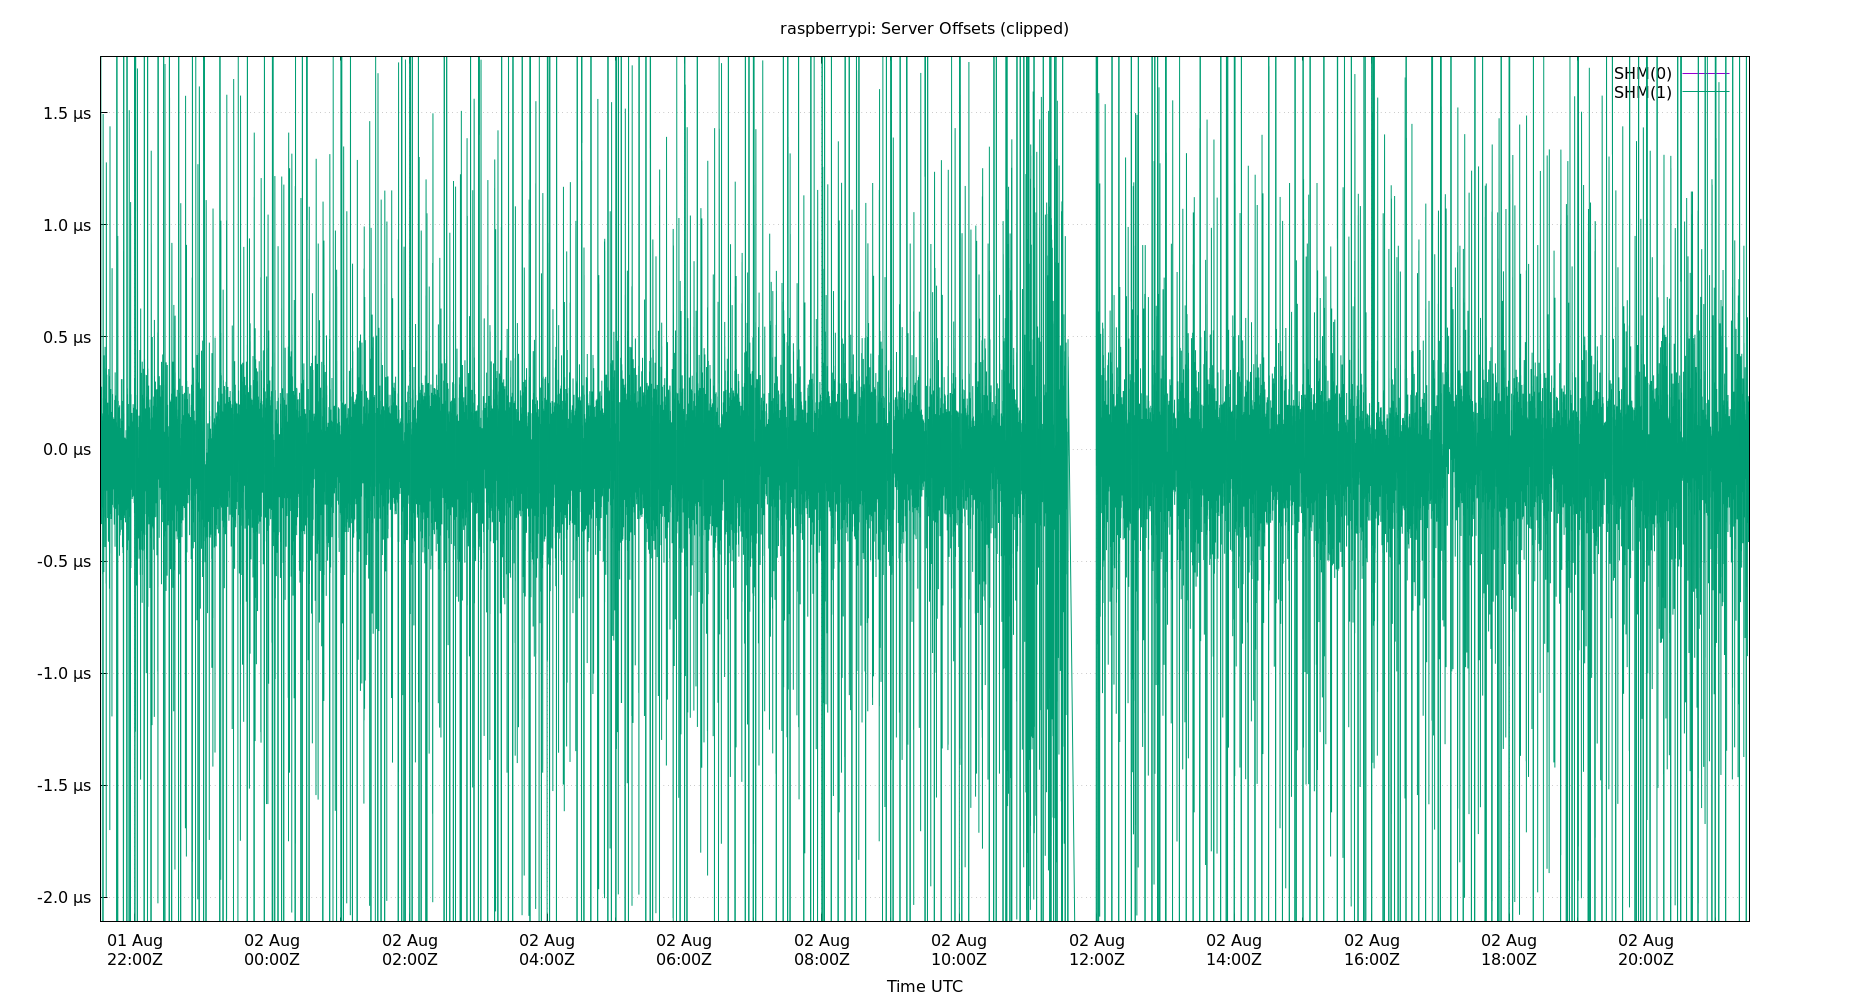 raspberrypi: Server Offsets (clipped)
SHM(0)
SHM(1)
1.5 µs
1.0 µs
0.5 µs
0.0 µs
-0.5 µs
-1.0 µs
-1.5 µs
-2.0 µs
01 Aug 02 Aug 02 Aug 02 Aug 02 Aug 02 Aug 02 Aug 02 Aug 02 Aug 02 Aug 02 Aug 02 Aug
22:00Z 00:00Z 02:00Z 04:00Z 06:00Z 08:00Z 10:00Z 12:00Z 14:00Z 16:00Z 18:00Z 20:00Z
Time UTC